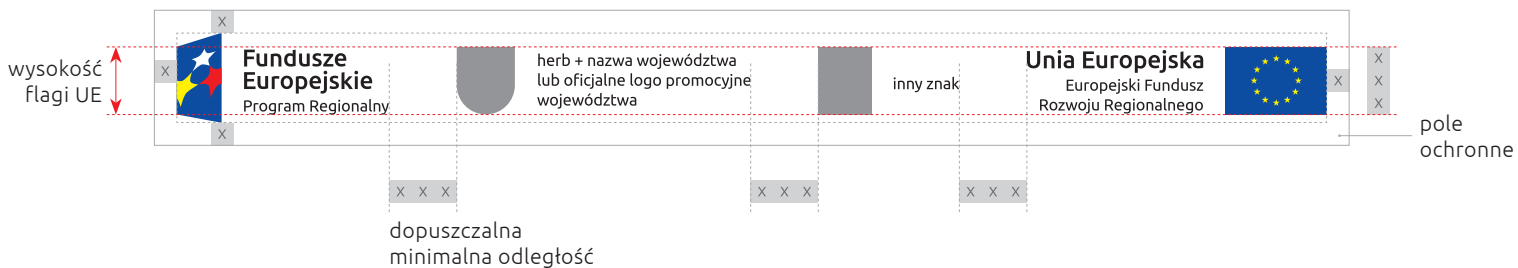 X
wysokość
flagi UE
X
Fundusze
Europejskie
Program Regionalny
herb + nazwa województwa
lub oficjalne logo promocyjne
województwa
inny znak
Unia Europejska
Europejski Fundusz
Rozwoju Regionalnego
X
X
X
X
X
pole
ochronne
X X X
X X X
X X X
dopuszczalna
minimalna odległość